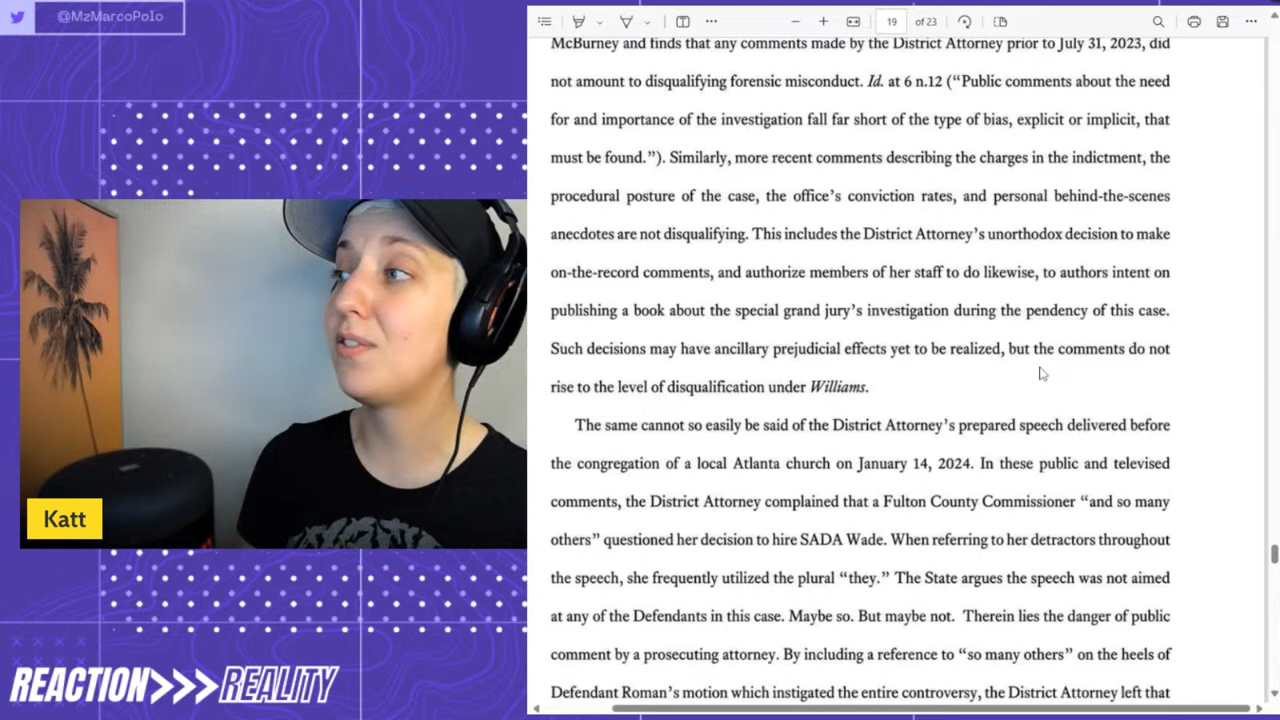 @MzMarcoPolo
19 of 23
McBurney and finds that any comments made by the District Attorney prior to July 31, 2023, did
not amount to disqualifying forensic misconduct. Id. at 6 n.12 (“Public comments about the need
for and importance of the investigation fall far short of the type of bias, explicit or implicit, that
must be found.”). Similarly, more recent comments describing the charges in the indictment, the
procedural posture of the case, the office’s conviction rates, and personal behind-the-scenes
anecdotes are not disqualifying. This includes the District Attorney’s unorthodox decision to make
on-the-record comments, and authorize members of her staff to do likewise, to authors intent on
publishing a book about the special grand jury’s investigation during the pendency of this case.
Such decisions may have ancillary prejudicial effects yet to be realized, but the comments do not
rise to the level of disqualification under Williams.
The same cannot so easily be said of the District Attorney’s prepared speech delivered before
the congregation of a local Atlanta church on January 14, 2024. In these public and televised
comments, the District Attorney complained that a Fulton County Commissioner “and so many
others” questioned her decision to hire SADA Wade. When referring to her detractors throughout
the speech, she frequently utilized the plural “they.” The State argues the speech was not aimed
at any of the Defendants in this case. Maybe so. But maybe not. Therein lies the danger of public
comment by a prosecuting attorney. By including a reference to “so many others” on the heels of
Defendant Roman’s motion which instigated the entire controversy, the District Attorney left that
Katt
REACTION>>>REALITY